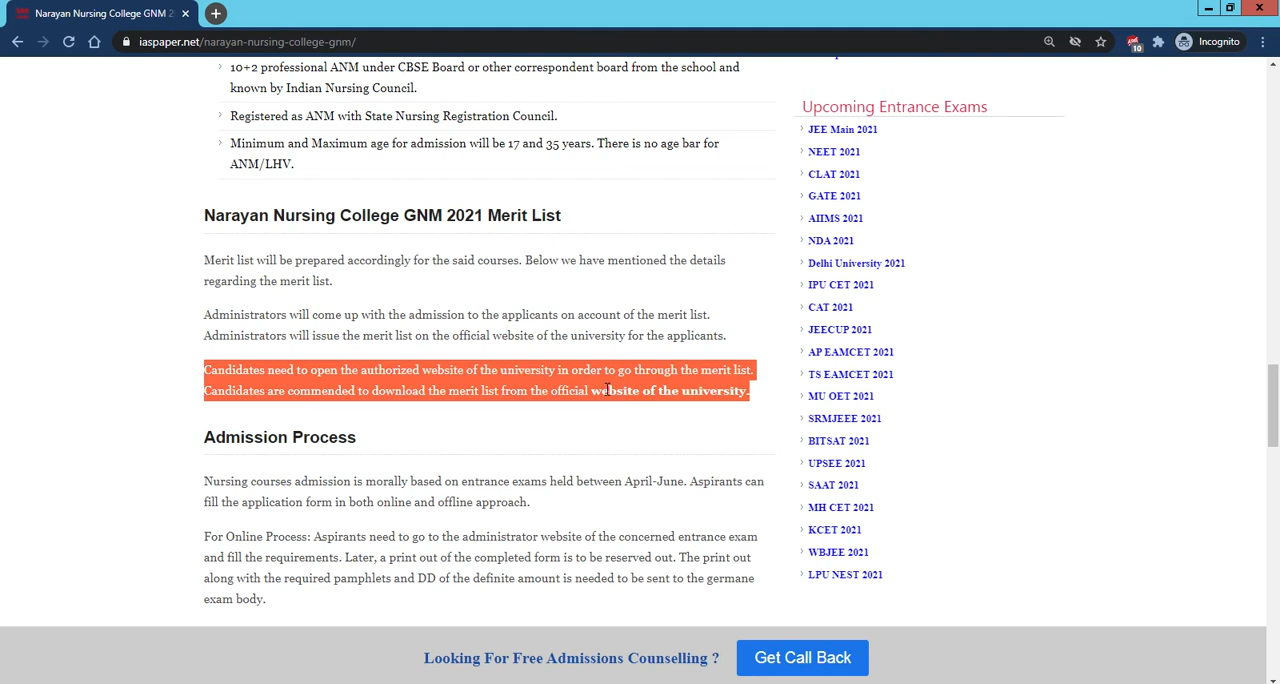 Narayan Nursing College GNM 2
iaspaper.net/narayan-nursing-college-gnm/
10
Incognito
10+2 professional ANM under CBSE Board or other correspondent board from the school and
known by Indian Nursing Council.
Registered as ANM with State Nursing Registration Council.
Minimum and Maximum age for admission will be 17 and 35 years. There is no age bar for
ANM/LHV.
Narayan Nursing College GNM 2021 Merit List
Merit list will be prepared accordingly for the said courses. Below we have mentioned the details
regarding the merit list.
Administrators will come up with the admission to the applicants on account of the merit list.
Administrators will issue the merit list on the official website of the university for the applicants.
Candidates need to open the authorized website of the university in order to go through the merit list.
Candidates are commended to download the merit list from the official website of the university.
Admission Process
Nursing courses admission is morally based on entrance exams held between April-June. Aspirants can
fill the application form in both online and offline approach.
For Online Process: Aspirants need to go to the administrator website of the concerned entrance exam
and fill the requirements. Later, a print out of the completed form is to be reserved out. The print out
along with the required pamphlets and DD of the definite amount is needed to be sent to the germane
exam body.
Upcoming Entrance Exams
JEE Main 2021
NEET 2021
CLAT 2021
GATE 2021
AIIMS 2021
NDA 2021
Delhi University 2021
IPU CET 2021
CAT 2021
JEECUP 2021
AP EAMCET 2021
TS EAMCET 2021
MU OET 2021
SRMJEEE 2021
BITSAT 2021
UPSEE 2021
SAAT 2021
MH CET 2021
KCET 2021
WBJEE 2021
LPU NEST 2021
Looking For Free Admissions Counselling ?
Get Call Back